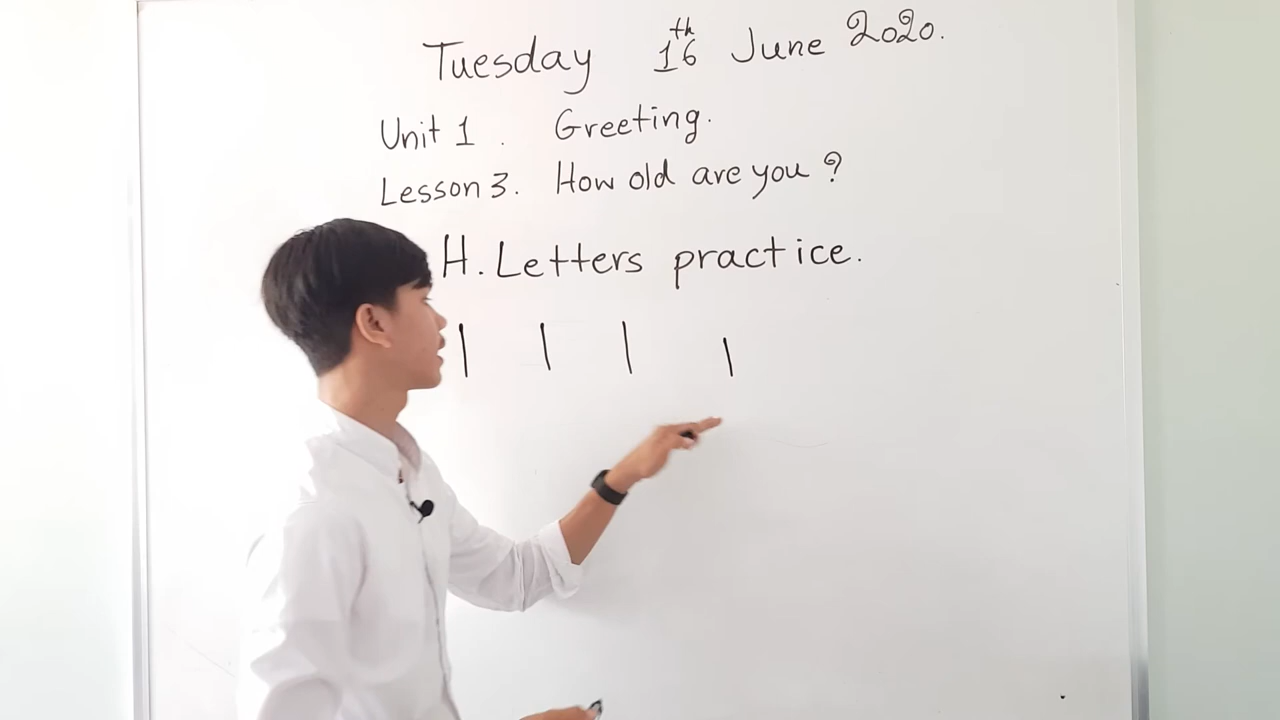 Tuesday 16th June 2020.
Unit 1. Greeting.
Lesson 3. How old are you?
H. Letters practice.
l l l l